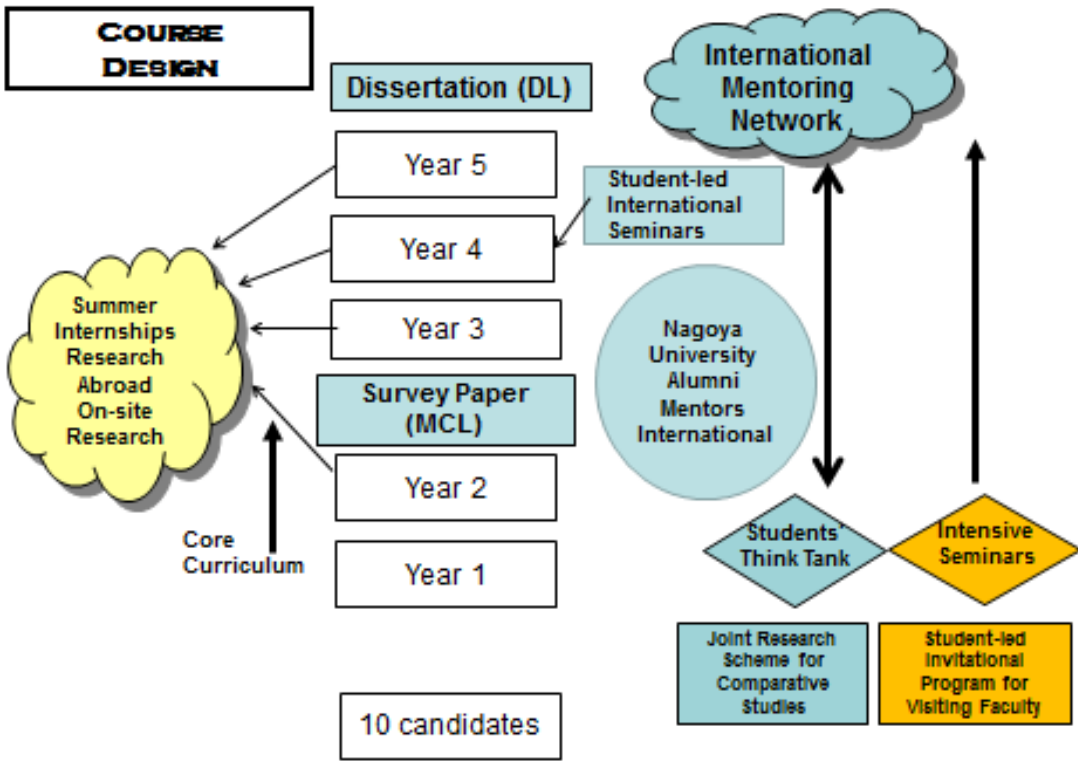 COURSE
DESIGN
International
Mentoring
Network
Dissertation (DL)
Year 5
Student-led
International
Seminars
Year 4
Summer
Internships
Research
Abroad
On-site
Research
Year 3
Nagoya
University
Alumni
Mentors
International
Survey Paper
(MCL)
Year 2
Core
Curriculum
Year 1
Students'
Think Tank
Intensive
Seminars
Joint Research
Scheme for
Comparative
Studies
Student-led
Invitational
Program for
Visiting Faculty
10 candidates